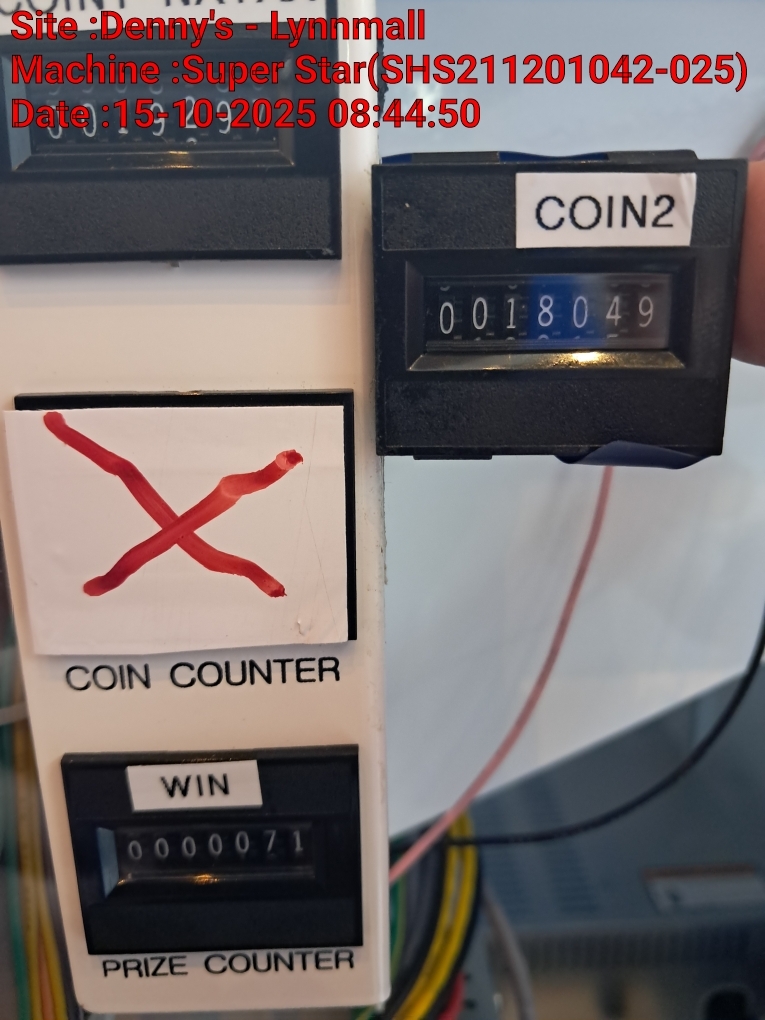 Site :Denny's - Lynnmall
Machine :Super Star(SHS211201042-025)
Date :15-10-2025 08:44:50
COIN2
0018049
COIN COUNTER
WIN
0000071
PRIZE COUNTER